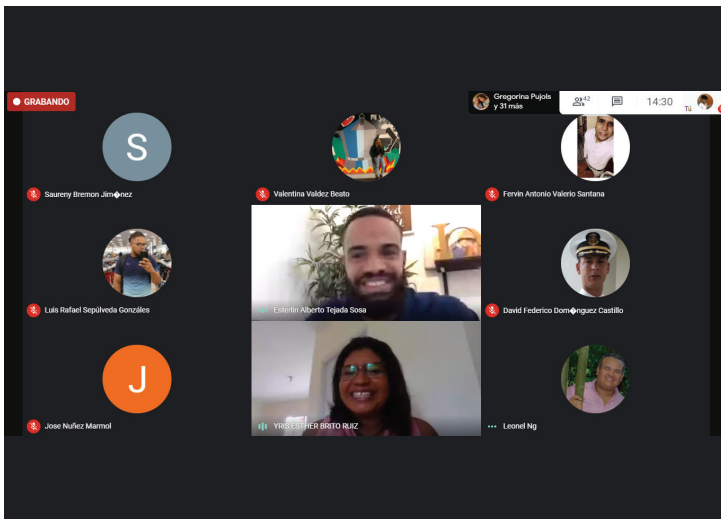 GRABANDO
Gregorina Pujols
y 31 más
42
14:30
Tú
S
Saureny Bremon Jim�nez
Valentina Valdez Beato
Fervin Antonio Valerio Santana
Luis Rafael Sepúlveda Gonzáles
Esterlin Alberto Tejada Sosa
David Federico Dom�nguez Castillo
J
Jose Nuñez Marmol
YRIS ESTHER BRITO RUIZ
Leonel Ng